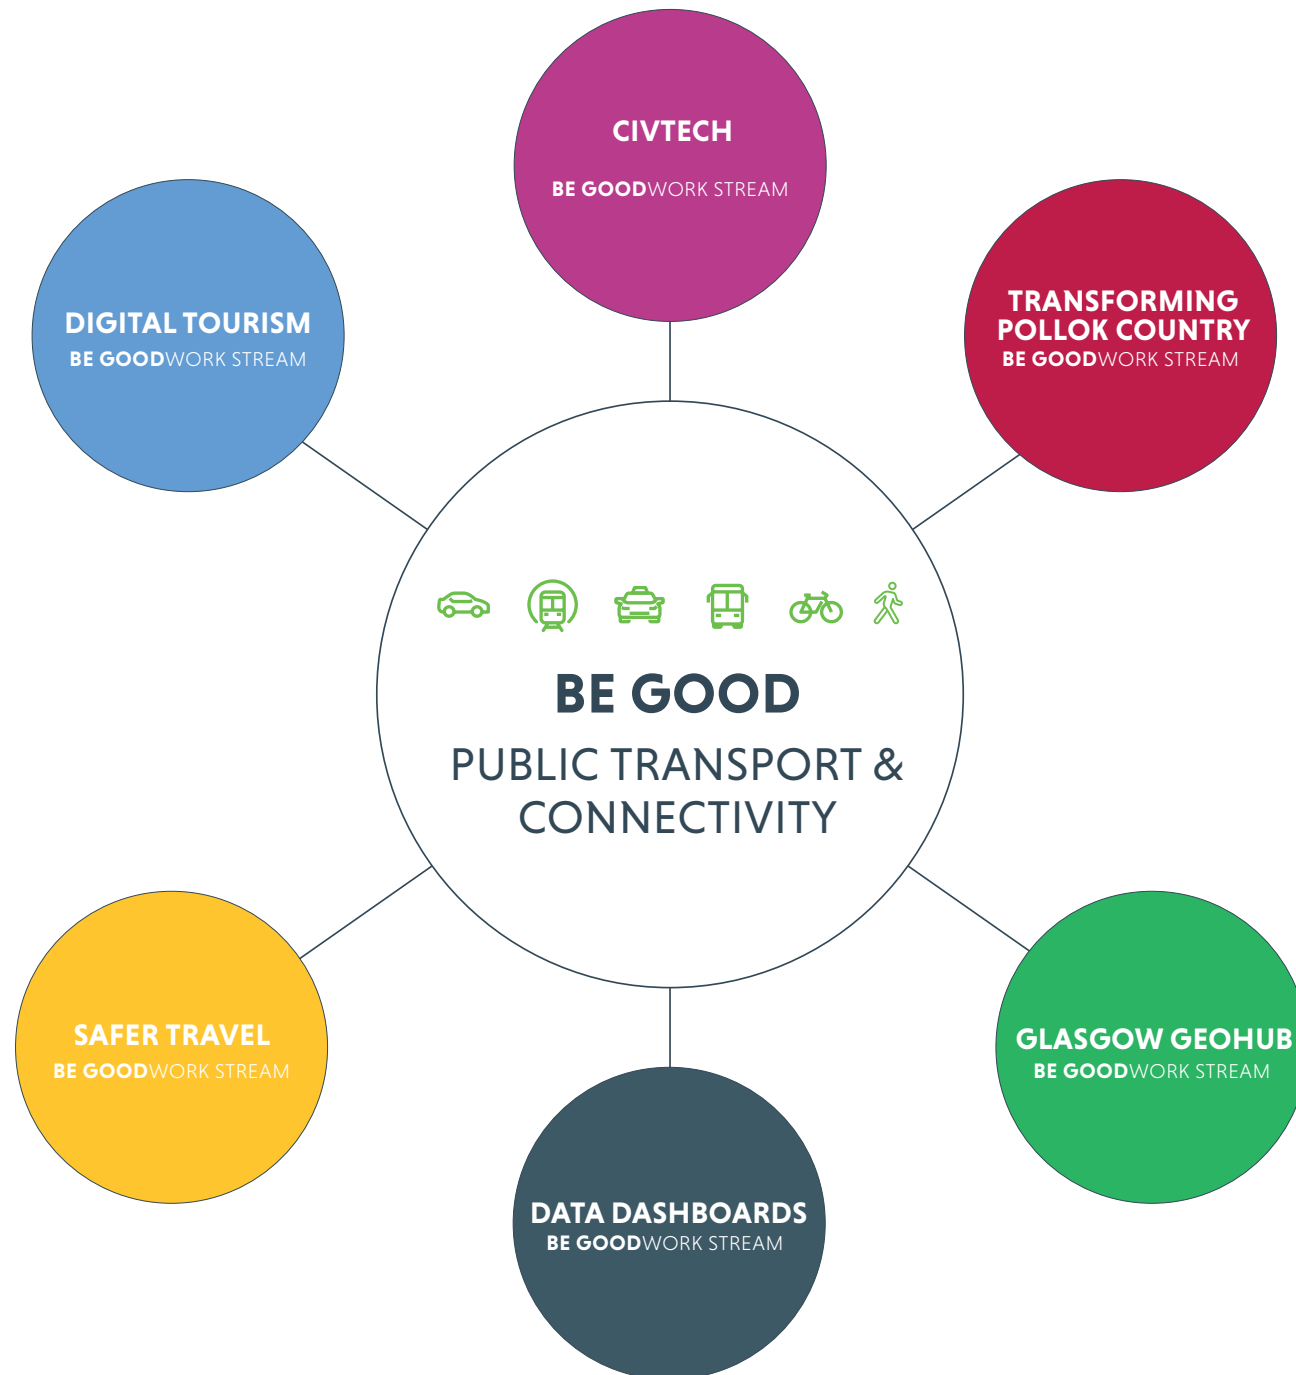 CIVTECH
BE GOODWORK STREAM
DIGITAL TOURISM
BE GOODWORK STREAM
TRANSFORMING
POLLOK COUNTRY
BE GOODWORK STREAM
BE GOOD
PUBLIC TRANSPORT &
CONNECTIVITY
SAFER TRAVEL
BE GOODWORK STREAM
GLASGOW GEOHUB
BE GOODWORK STREAM
DATA DASHBOARDS
BE GOODWORK STREAM